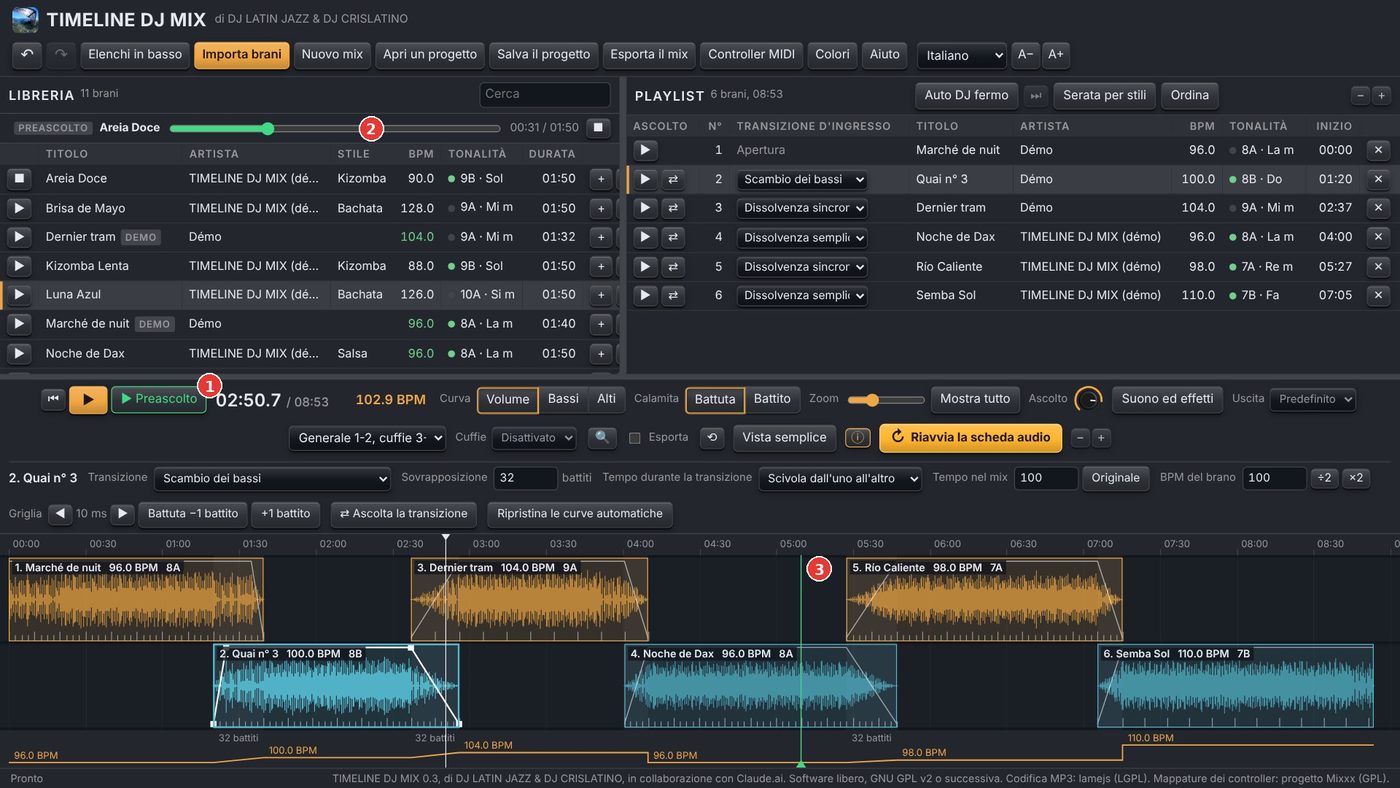 TIMELINE DJ MIX di DJ LATIN JAZZ & DJ CRISLATINO
↶ ↷ Elenchi in basso Importa brani Nuovo mix Apri un progetto Salva il progetto Esporta il mix Controller MIDI Colori Aiuto Italiano A− A+
LIBRERIA 11 brani Cerca
PREASCOLTO Areia Doce 2 00:31 / 01:50
TITOLO ARTISTA STILE BPM TONALITÀ DURATA
Areia Doce TIMELINE DJ MIX (dé... Kizomba 90.0 9B · Sol 01:50 +
Brisa de Mayo TIMELINE DJ MIX (dé... Bachata 128.0 9A · Mi m 01:50 +
Dernier tram DEMO Démo 104.0 9A · Mi m 01:32 +
Kizomba Lenta TIMELINE DJ MIX (dé... Kizomba 88.0 9B · Sol 01:50 +
Luna Azul TIMELINE DJ MIX (dé... Bachata 126.0 10A · Si m 01:50 +
Marché de nuit DEMO Démo 96.0 8A · La m 01:40 +
Noche de Dax TIMELINE DJ MIX (dé... Salsa 96.0 8A · La m 01:50 +
PLAYLIST 6 brani, 08:53 Auto DJ fermo Serata per stili Ordina − +
ASCOLTO N° TRANSIZIONE D'INGRESSO TITOLO ARTISTA BPM TONALITÀ INIZIO
1 Apertura Marché de nuit Démo 96.0 8A · La m 00:00 ✕
2 Scambio dei bassi Quai n° 3 Démo 100.0 8B · Do 01:20 ✕
3 Dissolvenza sincror Dernier tram Démo 104.0 9A · Mi m 02:37 ✕
4 Dissolvenza semplic Noche de Dax TIMELINE DJ MIX (démo) 96.0 8A · La m 04:00 ✕
5 Dissolvenza sincror Río Caliente TIMELINE DJ MIX (démo) 98.0 7A · Re m 05:27 ✕
6 Dissolvenza semplic Semba Sol TIMELINE DJ MIX (démo) 110.0 7B · Fa 07:05 ✕
Preascolto 1 02:50.7 / 08:53 102.9 BPM Curva Volume Bassi Alti Calamita Battuta Battito Zoom Mostra tutto Ascolto Suono ed effetti Uscita Predefinito
Generale 1-2, cuffie 3- Cuffie Disattivato Esporta Vista semplice Riavvia la scheda audio − +
2. Quai n° 3 Transizione Scambio dei bassi Sovrapposizione 32 battiti Tempo durante la transizione Scivola dall'uno all'altro Tempo nel mix 100 Originale BPM del brano 100 ÷2 ×2
Griglia ◀ 10 ms ▶ Battuta −1 battito +1 battito ⇄ Ascolta la transizione Ripristina le curve automatiche
00:00 00:30 01:00 01:30 02:00 02:30 03:00 03:30 04:00 04:30 05:00 05:30 06:00 06:30 07:00 07:30 08:00 08:30
3
1. Marché de nuit 96.0 BPM 8A
3. Dernier tram 104.0 BPM 9A
5. Río Caliente 98.0 BPM 7A
2. Quai n° 3 100.0 BPM 8B
4. Noche de Dax 96.0 BPM 8A
6. Semba Sol 110.0 BPM 7B
32 battiti 32 battiti 32 battiti
96.0 BPM 100.0 BPM 104.0 BPM 96.0 BPM 98.0 BPM 110.0 BPM
Pronto TIMELINE DJ MIX 0.3, di DJ LATIN JAZZ & DJ CRISLATINO, in collaborazione con Claude.ai. Software libero, GNU GPL v2 o successiva. Codifica MP3: lamejs (LGPL). Mappature dei controller: progetto Mixxx (GPL).